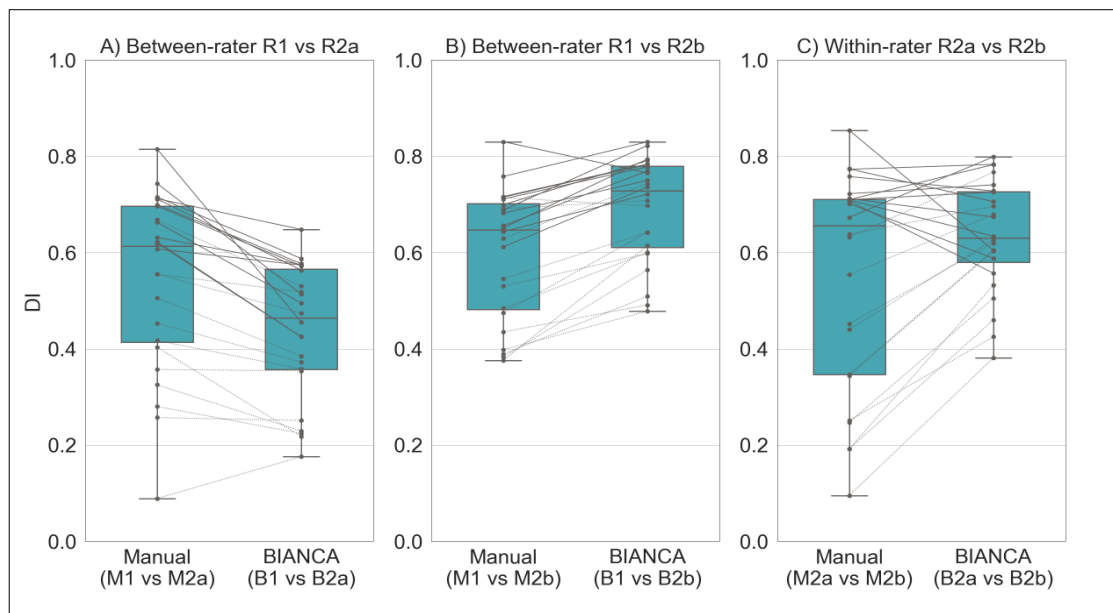 A) Between-rater R1 vs R2a
B) Between-rater R1 vs R2b
C) Within-rater R2a vs R2b
1.0
0.8
0.6
0.4
0.2
0.0
DI
1.0
0.8
0.6
0.4
0.2
0.0
1.0
0.8
0.6
0.4
0.2
0.0
Manual
(M1 vs M2a)
BIANCA
(B1 vs B2a)
Manual
(M1 vs M2b)
BIANCA
(B1 vs B2b)
Manual
(M2a vs M2b)
BIANCA
(B2a vs B2b)